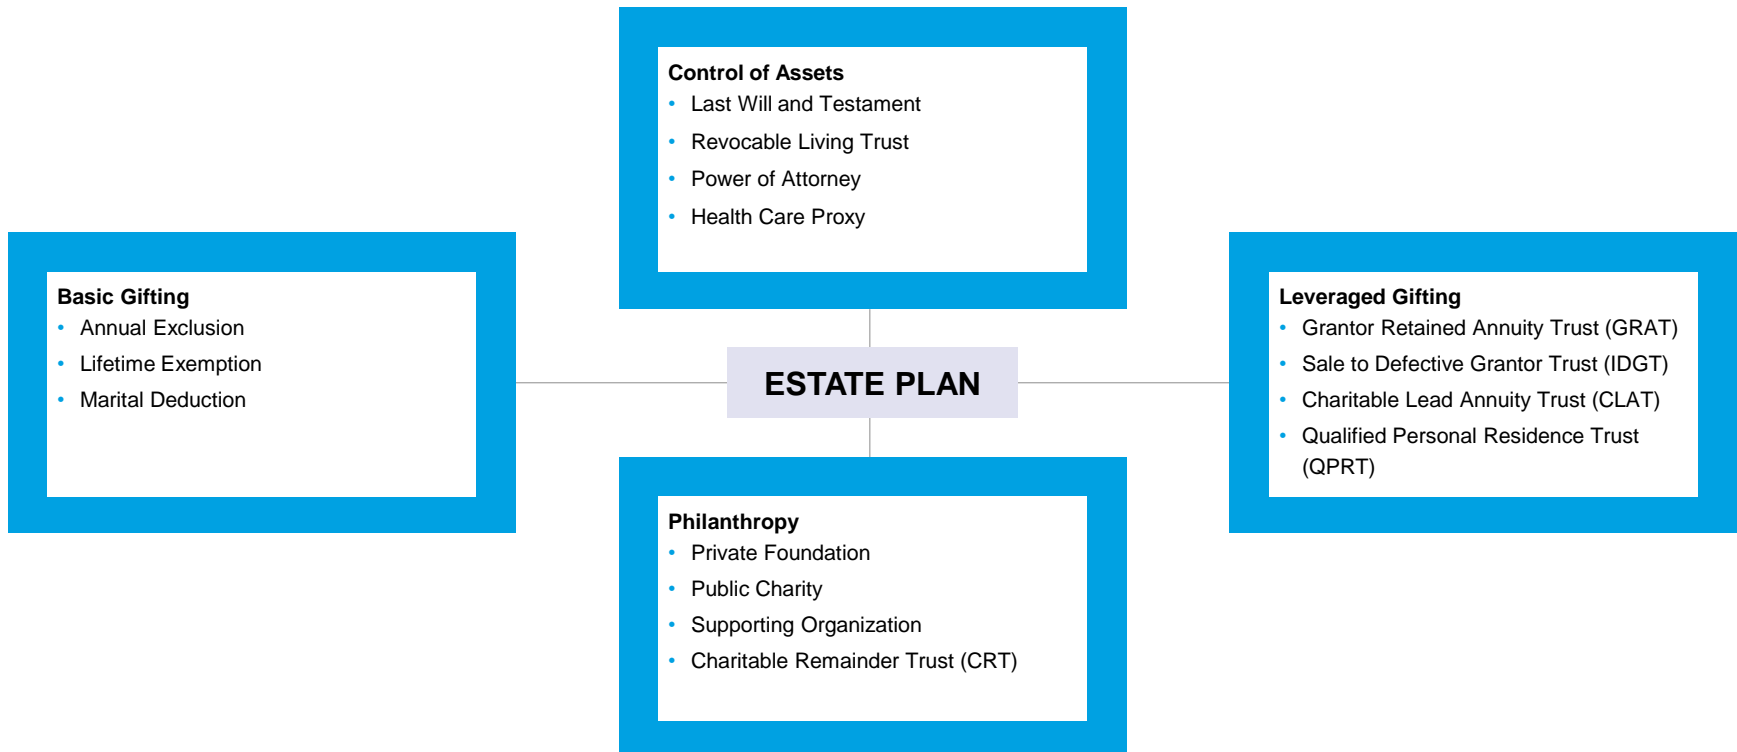 Control of Assets
• Last Will and Testament
• Revocable Living Trust
• Power of Attorney
• Health Care Proxy
Basic Gifting
• Annual Exclusion
• Lifetime Exemption
• Marital Deduction
ESTATE PLAN
Leveraged Gifting
• Grantor Retained Annuity Trust (GRAT)
• Sale to Defective Grantor Trust (IDGT)
• Charitable Lead Annuity Trust (CLAT)
• Qualified Personal Residence Trust
(QPRT)
Philanthropy
• Private Foundation
• Public Charity
• Supporting Organization
• Charitable Remainder Trust (CRT)